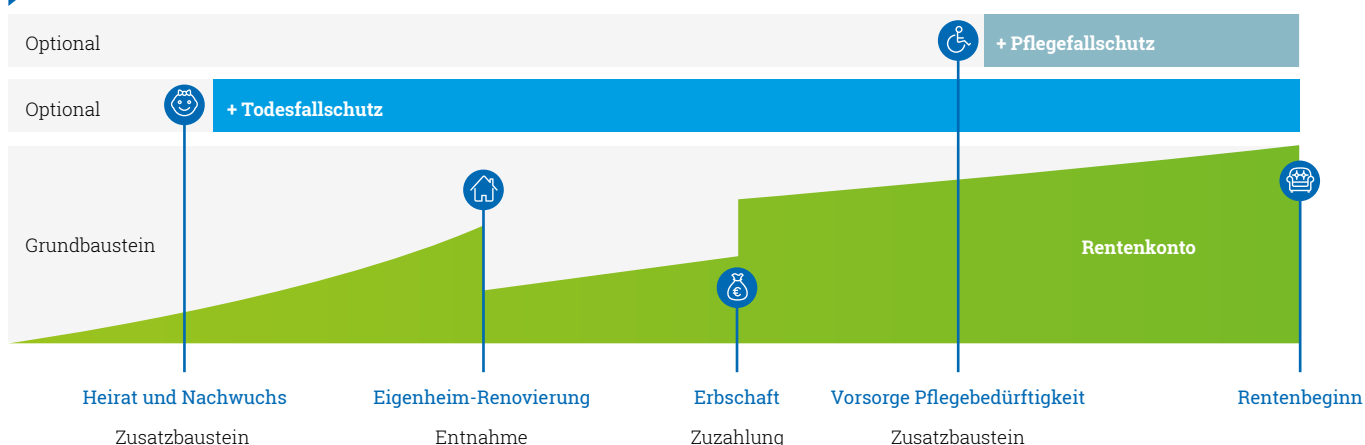 Optional
+ Pflegefallschutz
Optional
+ Todesfallschutz
€
Grundbaustein
Rentenkonto
Heirat und Nachwuchs
Eigenheim-Renovierung
Erbschaft
Vorsorge Pflegebedürftigkeit
Rentenbeginn
Zusatzbaustein
Entnahme
Zuzahlung
Zusatzbaustein